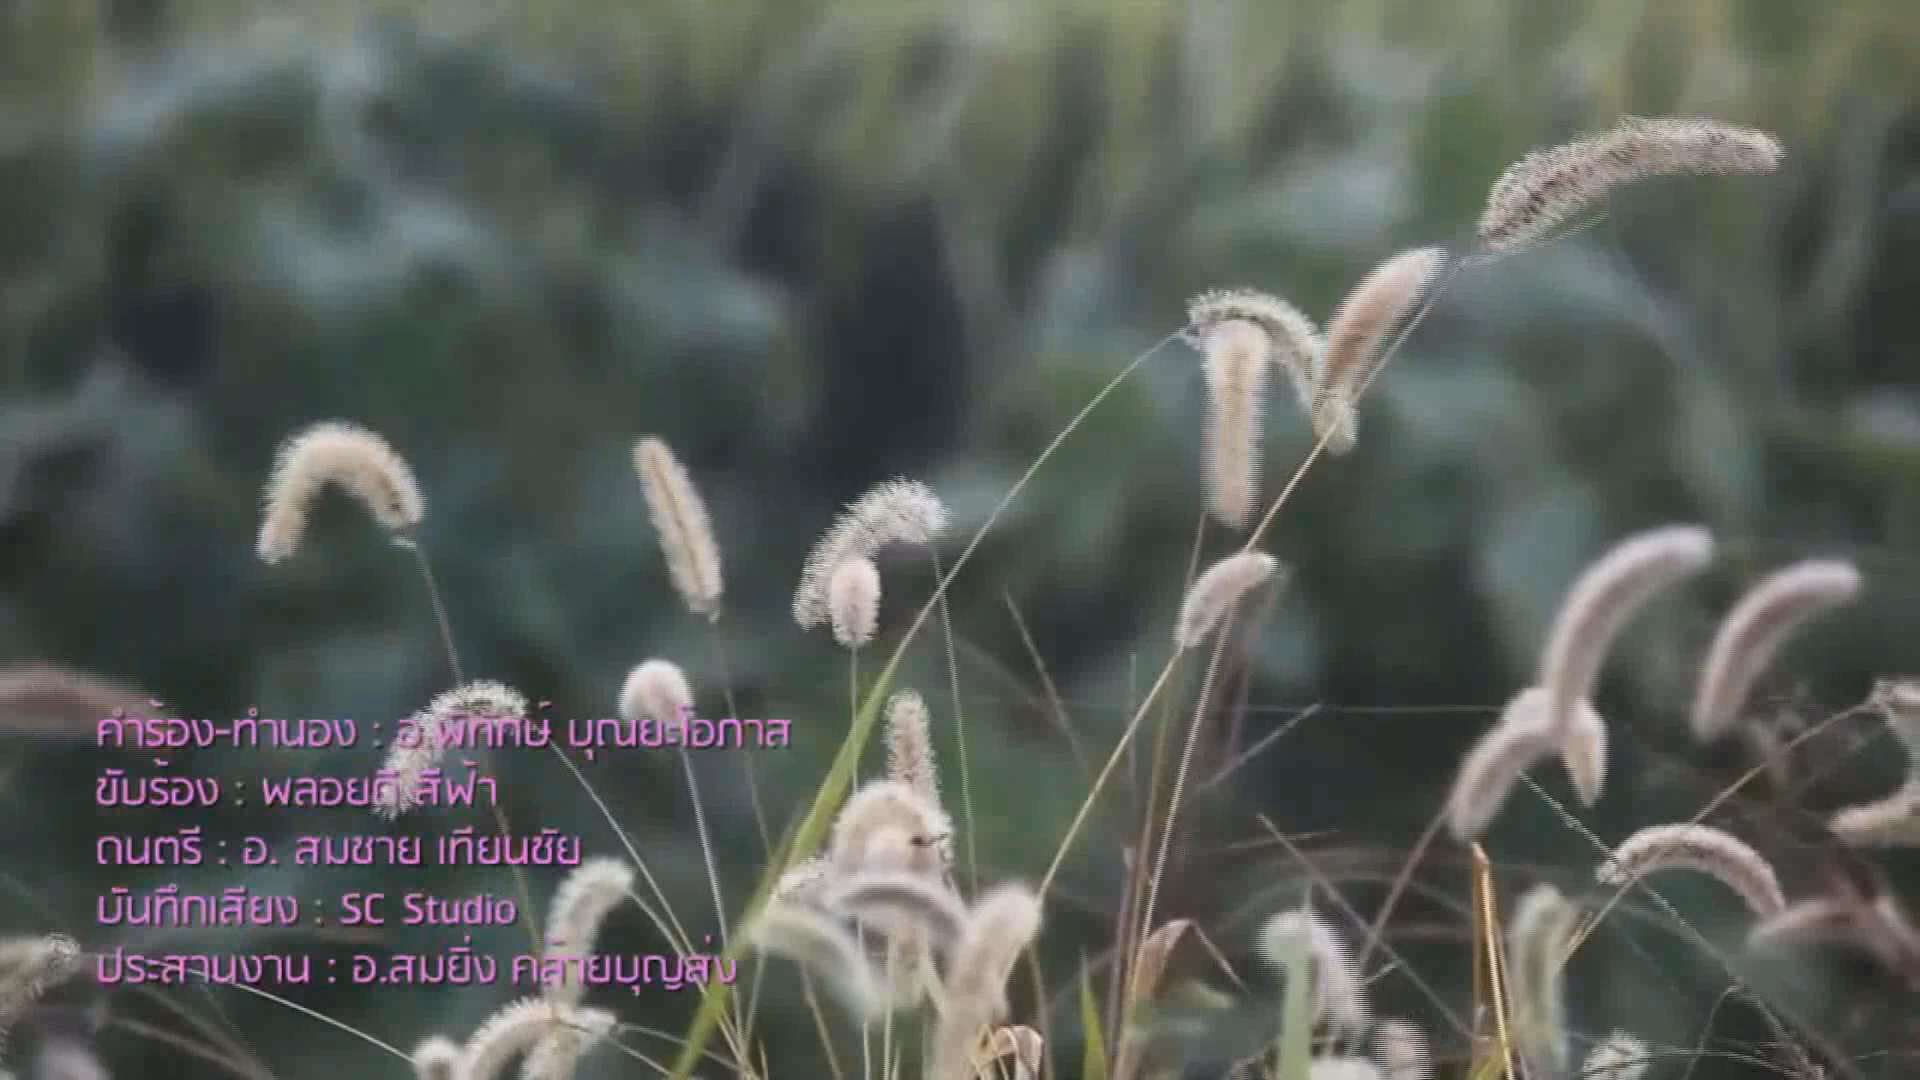 คำร้อง-ทำนอง : อ.พิทักษ์ บุณยะโอภาส
ขับร้อง : พลอยดี สีฟ้า
ดนตรี : อ. สมชาย เทียนชัย
บันทึกเสียง : SC Studio
ประสานงาน : อ.สมยิ่ง คล้ายบุญส่ง